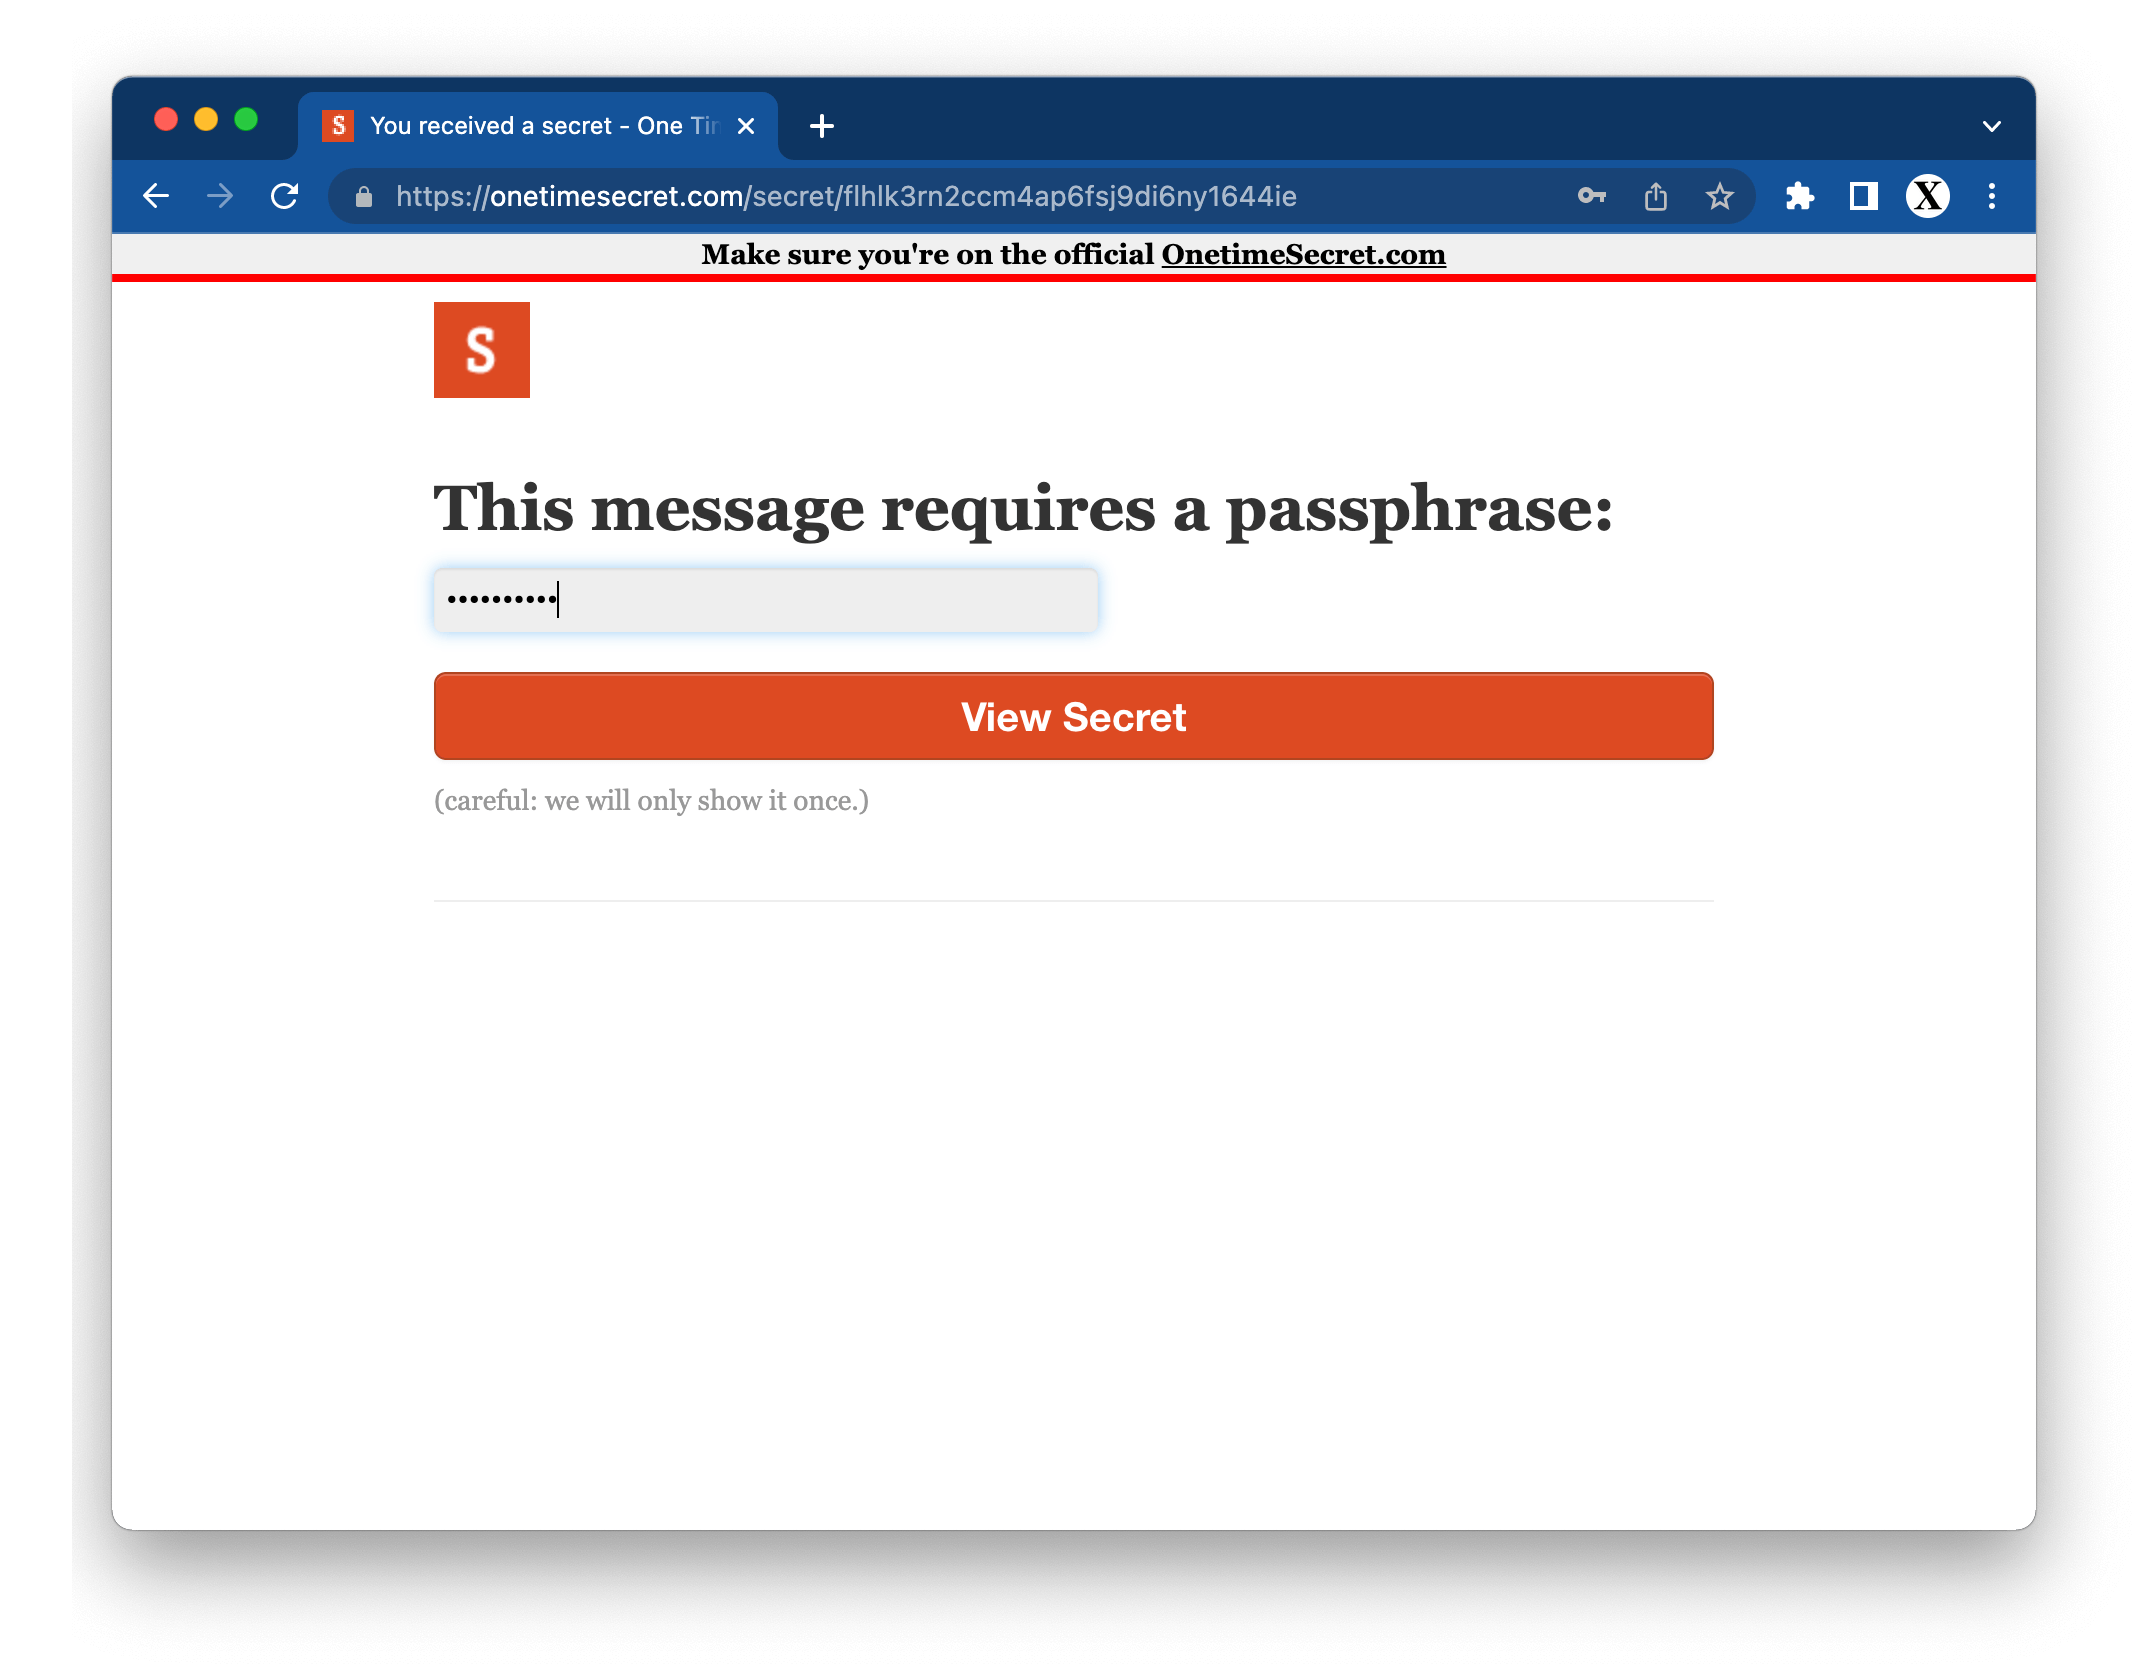 S You received a secret - One Tin
https://onetimesecret.com/secret/flhlk3rn2ccm4ap6fsj9di6ny1644ie
X
Make sure you're on the official OnetimeSecret.com
S
This message requires a passphrase:
••••••••••
View Secret
(careful: we will only show it once.)